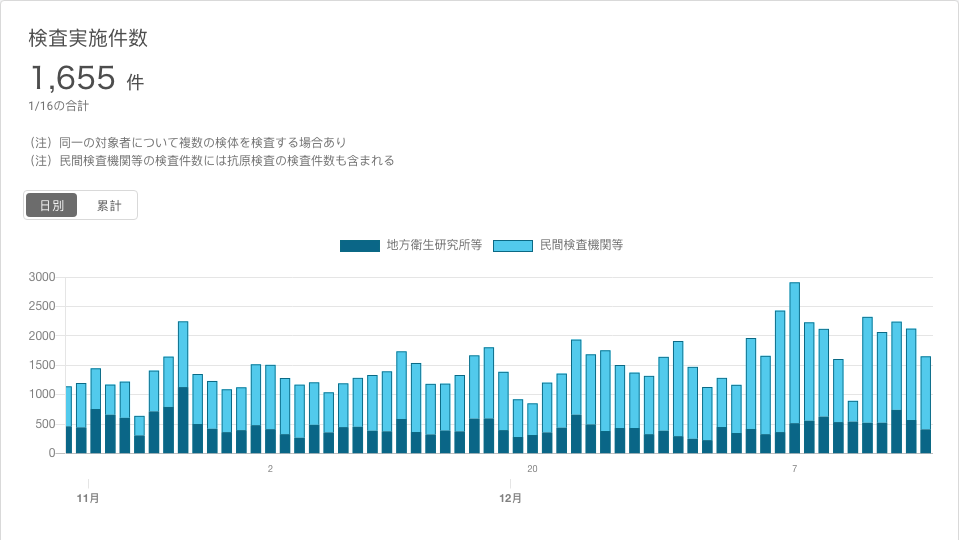 検査実施件数
1,655 件
1/16の合計
（注）同一の対象者について複数の検体を検査する場合あり
（注）民間検査機関等の検査件数には抗原検査の検査件数も含まれる
日別 累計
地方衛生研究所等 民間検査機関等
3000
2500
2000
1500
1000
500
0
2 20 7
11月 12月